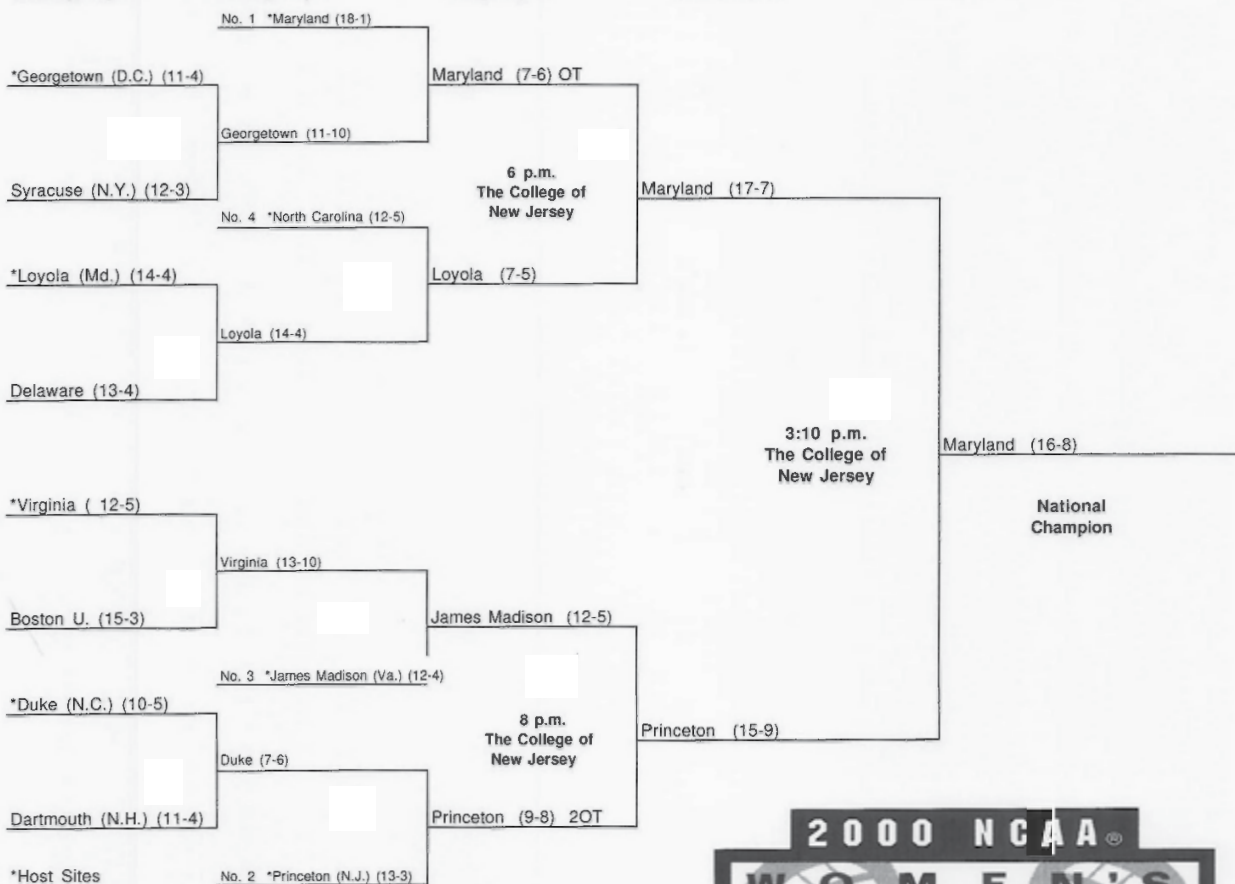 No. 1 *Maryland (18-1)
*Georgetown (D.C.) (11-4)
Maryland (7-6) OT
Georgetown (11-10)
6 p.m.
The College of
New Jersey
Syracuse (N.Y.) (12-3)
Maryland (17-7)
No. 4 *North Carolina (12-5)
*Loyola (Md.) (14-4)
Loyola (7-5)
Loyola (14-4)
Delaware (13-4)
3:10 p.m.
The College of
New Jersey
Maryland (16-8)
National
Champion
*Virginia ( 12-5)
Virginia (13-10)
Boston U. (15-3)
James Madison (12-5)
No. 3 *James Madison (Va.) (12-4)
*Duke (N.C.) (10-5)
8 p.m.
The College of
New Jersey
Princeton (15-9)
Duke (7-6)
Dartmouth (N.H.) (11-4)
Princeton (9-8) 2OT
*Host Sites
No. 2 *Princeton (N.J.) (13-3)
2000 NCAA®
WOMEN'S